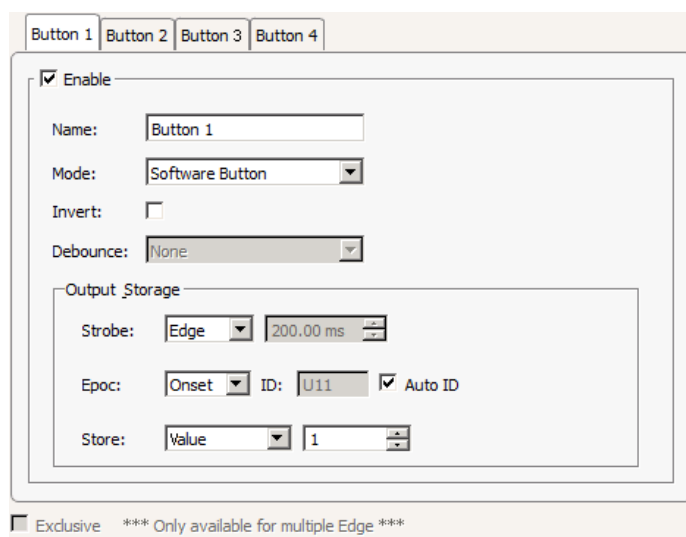 Button 1 Button 2 Button 3 Button 4
Enable
Name: Button 1
Mode: Software Button
Invert:
Debounce: None
Output Storage
Strobe: Edge 200.00 ms
Epoc: Onset ID: U11 Auto ID
Store: Value 1
Exclusive *** Only available for multiple Edge ***